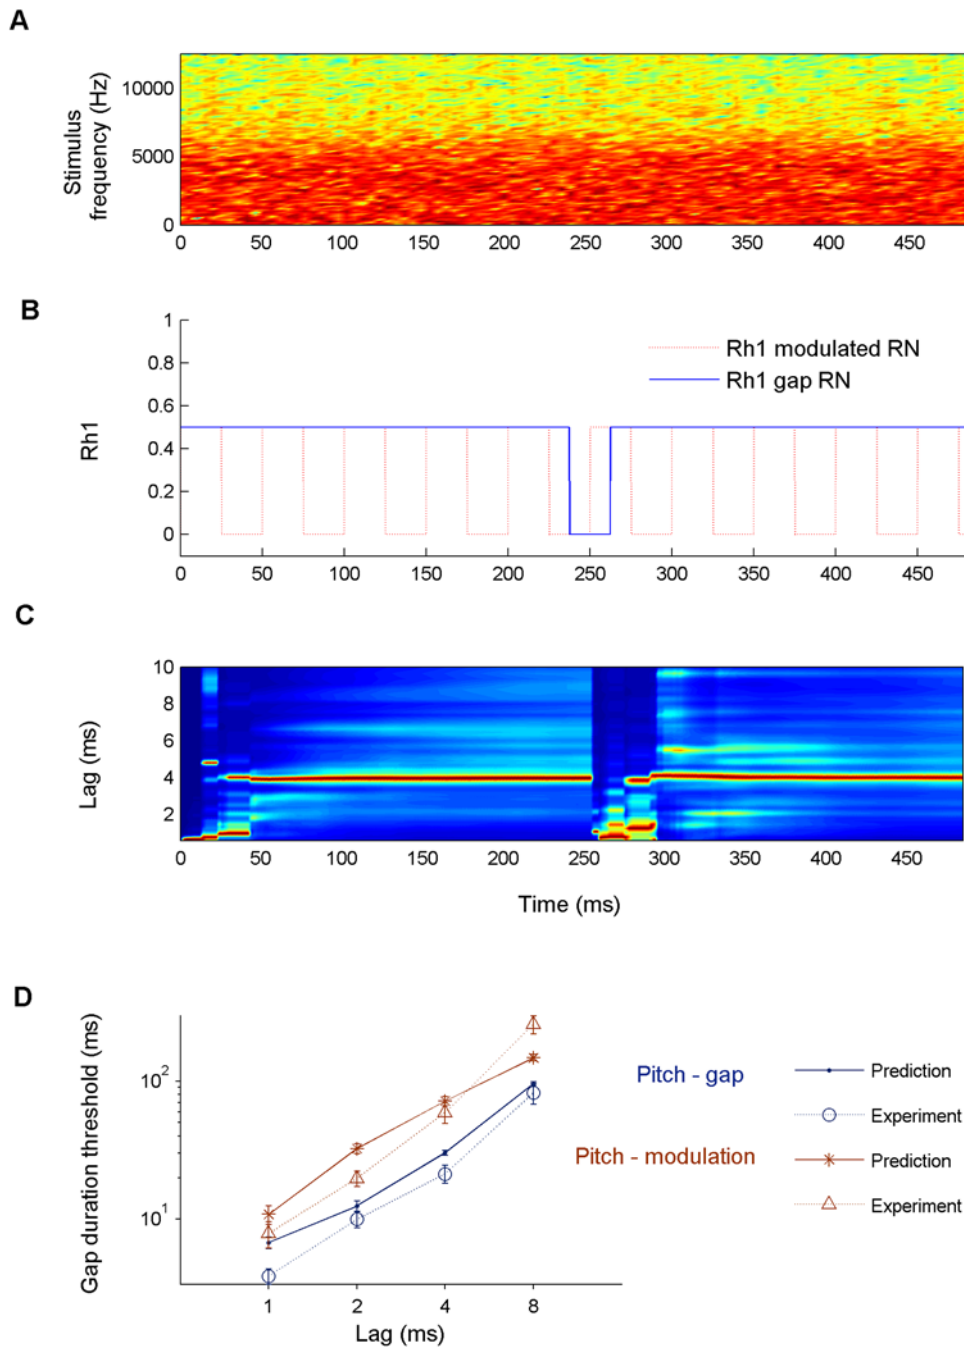 A
Stimulus
frequency (Hz)
10000
5000
0
0 50 100 150 200 250 300 350 400 450
B
Rh1
1
0.8
0.6
0.4
0.2
0
Rh1 modulated RN
Rh1 gap RN
0 50 100 150 200 250 300 350 400 450
C
Lag (ms)
10
8
6
4
2
0 50 100 150 200 250 300 350 400 450
Time (ms)
D
Gap duration threshold (ms)
10²
10¹
1 2 4 8
Lag (ms)
Pitch - gap
Prediction
Experiment
Pitch - modulation
Prediction
Experiment